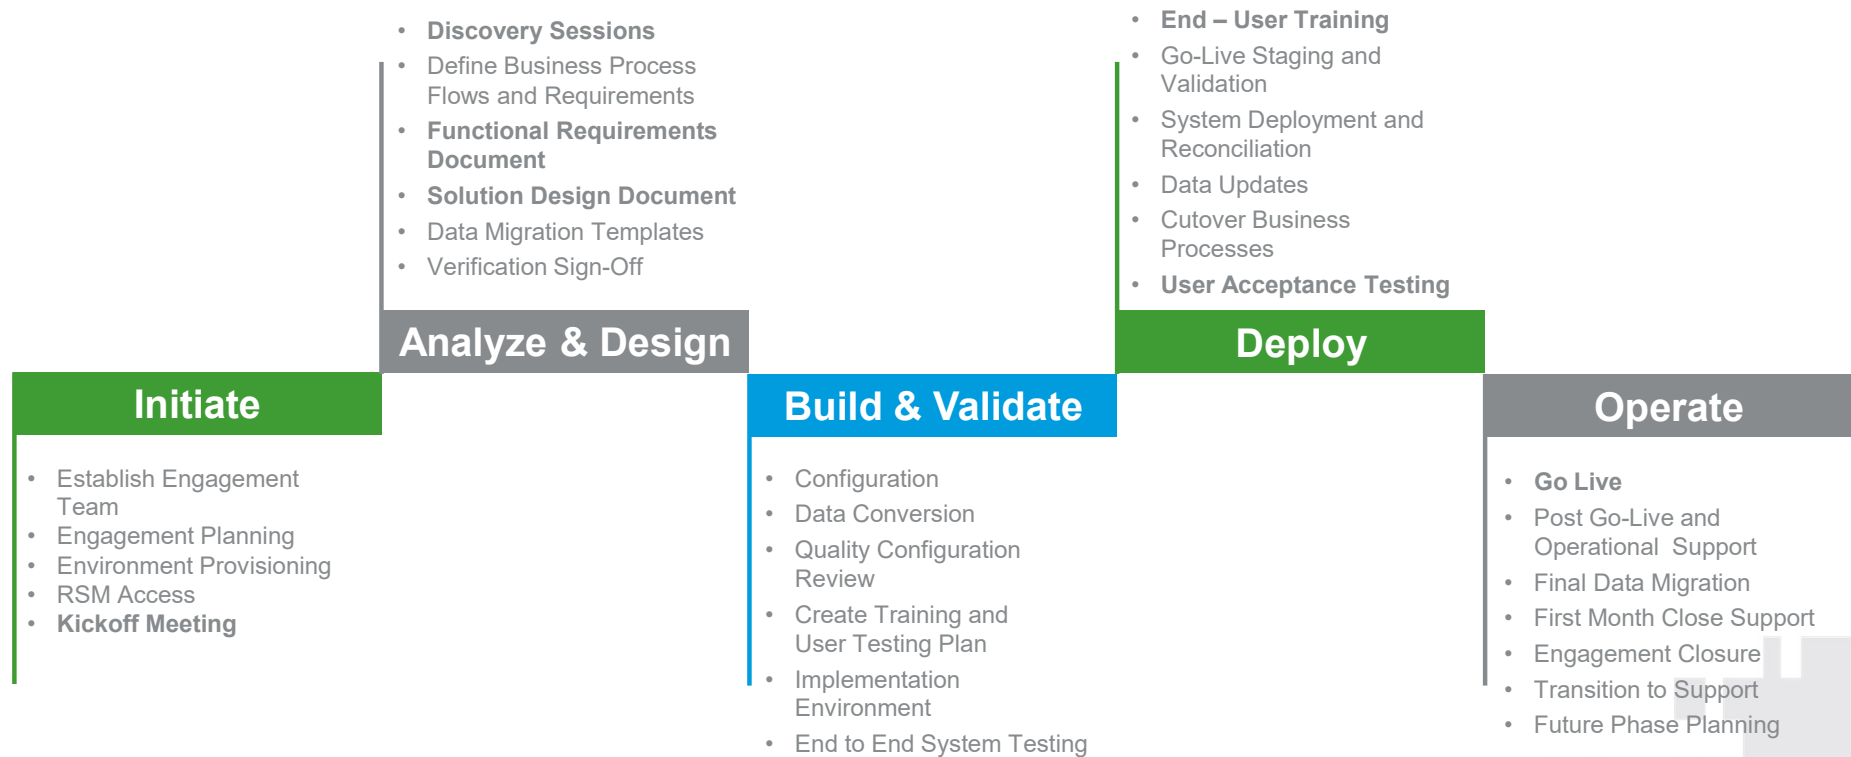 Initiate
• Establish Engagement
Team
• Engagement Planning
• Environment Provisioning
• RSM Access
• Kickoff Meeting
• Discovery Sessions
• Define Business Process
Flows and Requirements
• Functional Requirements
Document
• Solution Design Document
• Data Migration Templates
• Verification Sign-Off
Analyze & Design
Build & Validate
• Configuration
• Data Conversion
• Quality Configuration
Review
• Create Training and
User Testing Plan
• Implementation
Environment
• End to End System Testing
• End – User Training
• Go-Live Staging and
Validation
• System Deployment and
Reconciliation
• Data Updates
• Cutover Business
Processes
• User Acceptance Testing
Deploy
Operate
• Go Live
• Post Go-Live and
Operational  Support
• Final Data Migration
• First Month Close Support
• Engagement Closure
• Transition to Support
• Future Phase Planning